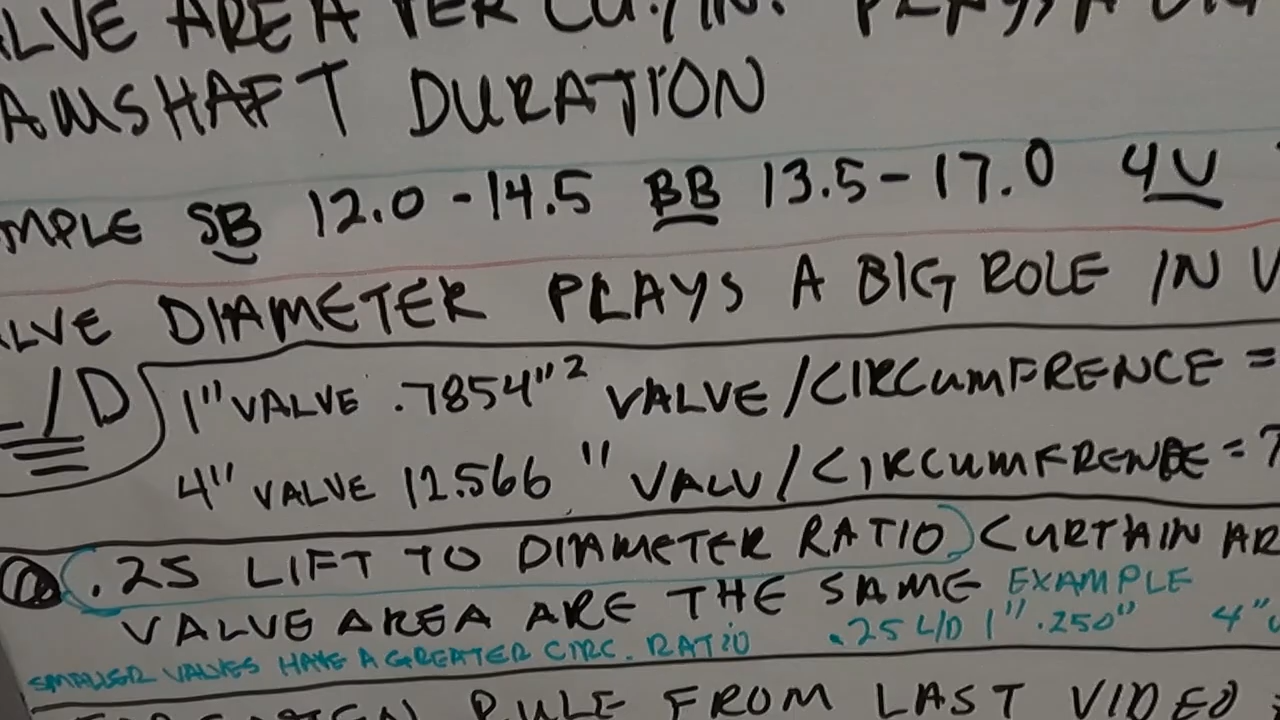 ALVE AREA PER CU./IN. PLAYS A BIG
AMSHAFT DURATION
MPLE SB 12.0 - 14.5 BB 13.5 - 17.0 4V
ALVE DIAMETER PLAYS A BIG ROLE IN V
L/D 1" VALVE .7854"² VALVE/CIRCUMFRENCE =
4" VALVE 12.566 " VALV/CIRCUMFRENCE = ?
.25 LIFT TO DIAMETER RATIO) CURTAIN AR
VALVE AREA ARE THE SAME EXAMPLE
SMALLER VALVES HAVE A GREATER CIRC. RATIO .25 L/D 1" .250" 4"
RULE FROM LAST VIDEO